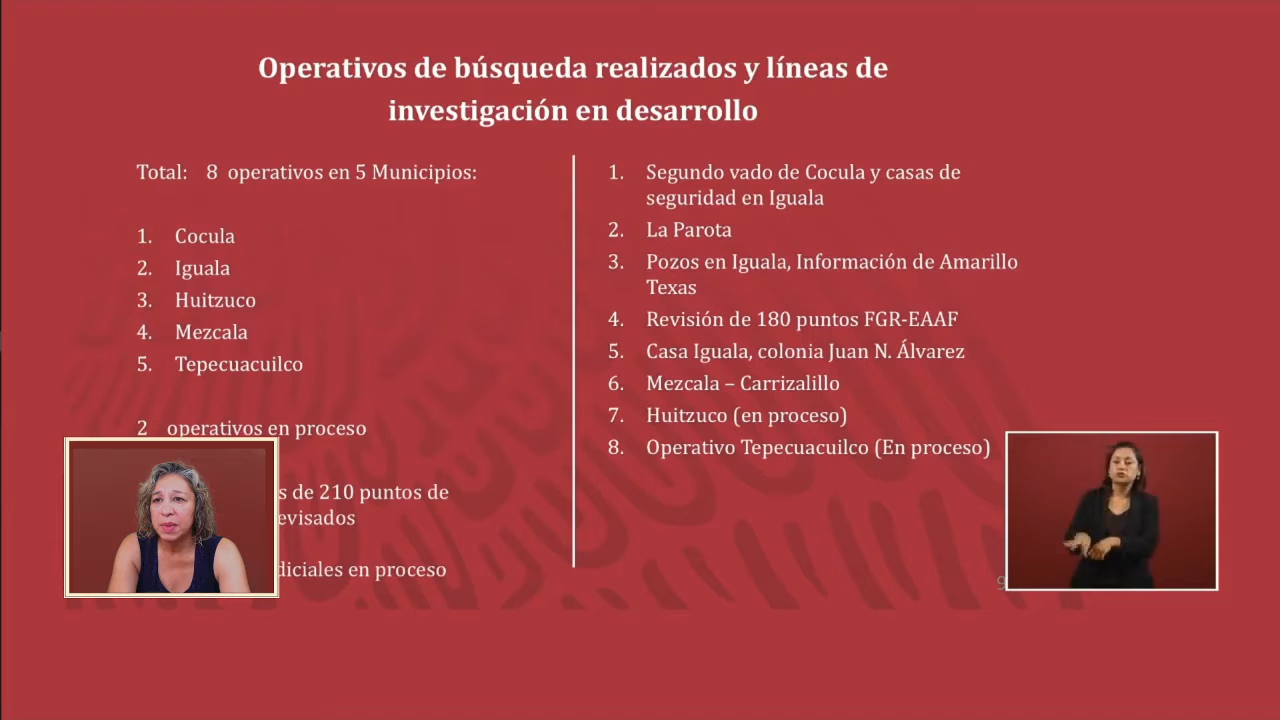 Operativos de búsqueda realizados y líneas de
investigación en desarrollo
Total: 8 operativos en 5 Municipios:
1. Cocula
2. Iguala
3. Huitzuco
4. Mezcala
5. Tepecuacuilco
2 operativos en proceso
de 210 puntos de
en proceso
1. Segundo vado de Cocula y casas de
seguridad en Iguala
2. La Parota
3. Pozos en Iguala, Información de Amarillo
Texas
4. Revisión de 180 puntos FGR-EAAF
5. Casa Iguala, colonia Juan N. Álvarez
6. Mezcala – Carrizalillo
7. Huitzuco (en proceso)
8. Operativo Tepecuacuilco (En proceso)
9